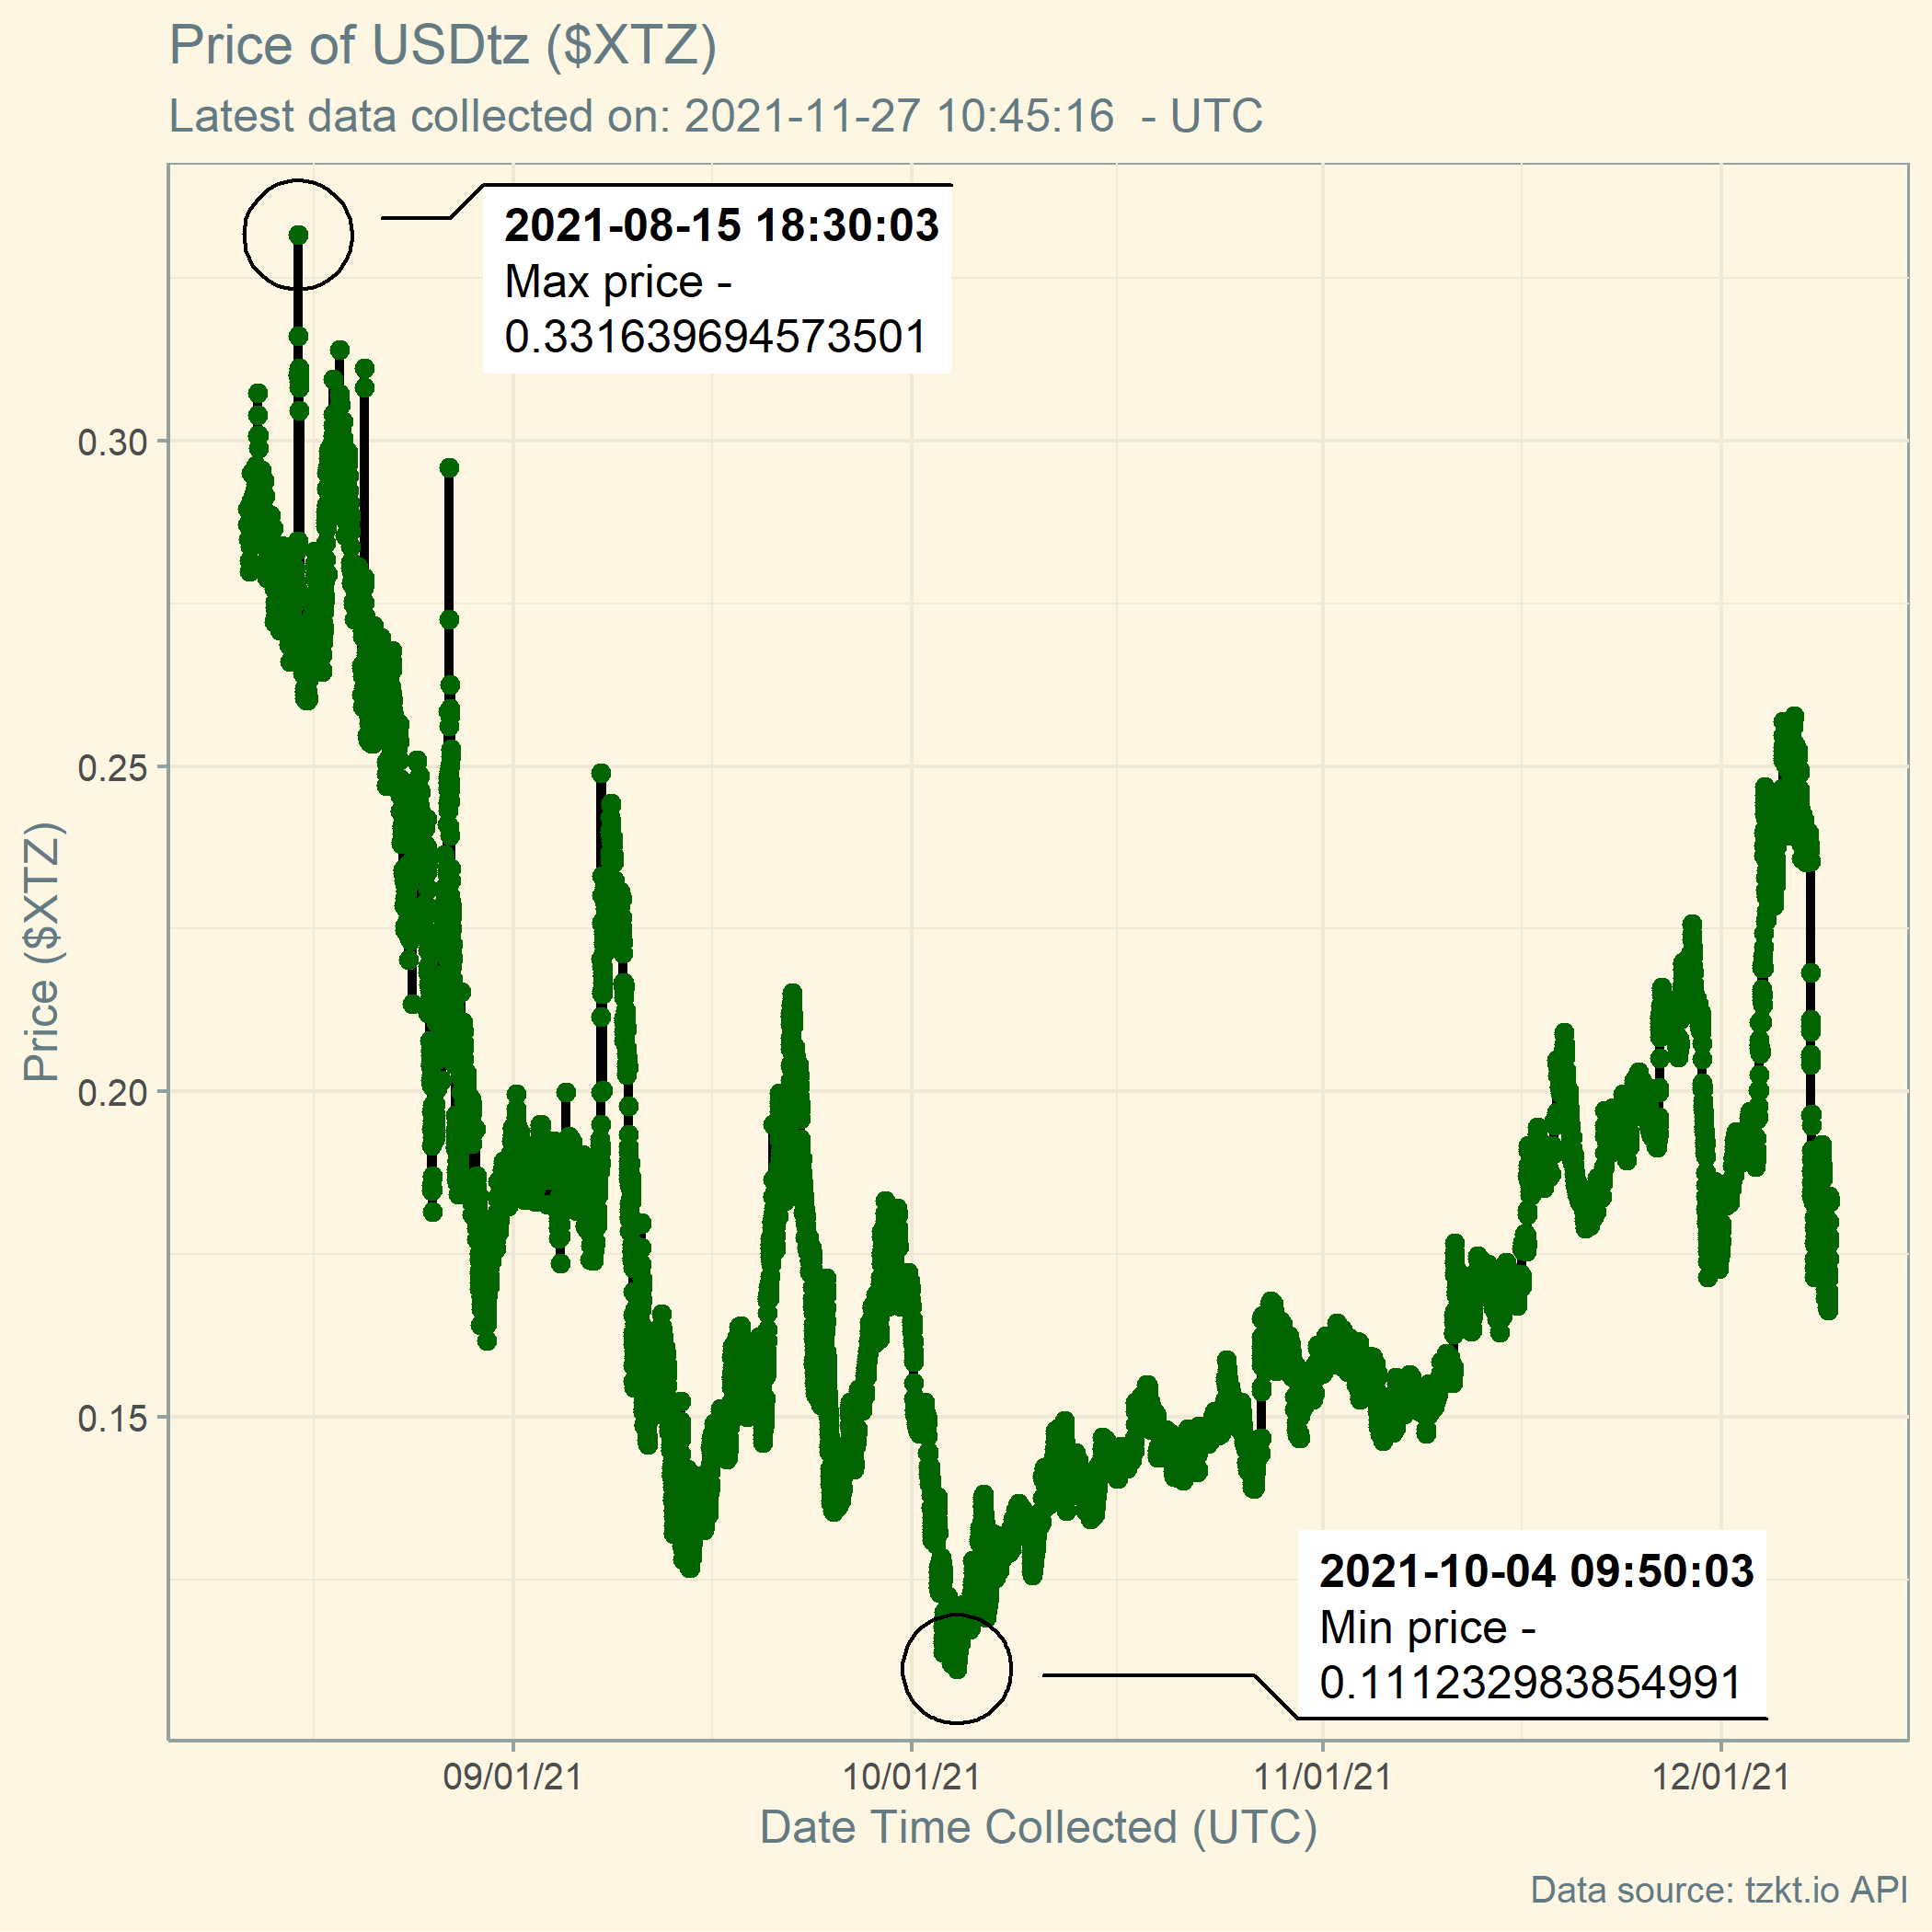 Price of USDtz ($XTZ)
Latest data collected on: 2021-11-27 10:45:16  - UTC
2021-08-15 18:30:03
Max price -
0.331639694573501
0.30
0.25
0.20
0.15
Price ($XTZ)
2021-10-04 09:50:03
Min price -
0.111232983854991
09/01/21
10/01/21
11/01/21
12/01/21
Date Time Collected (UTC)
Data source: tzkt.io API